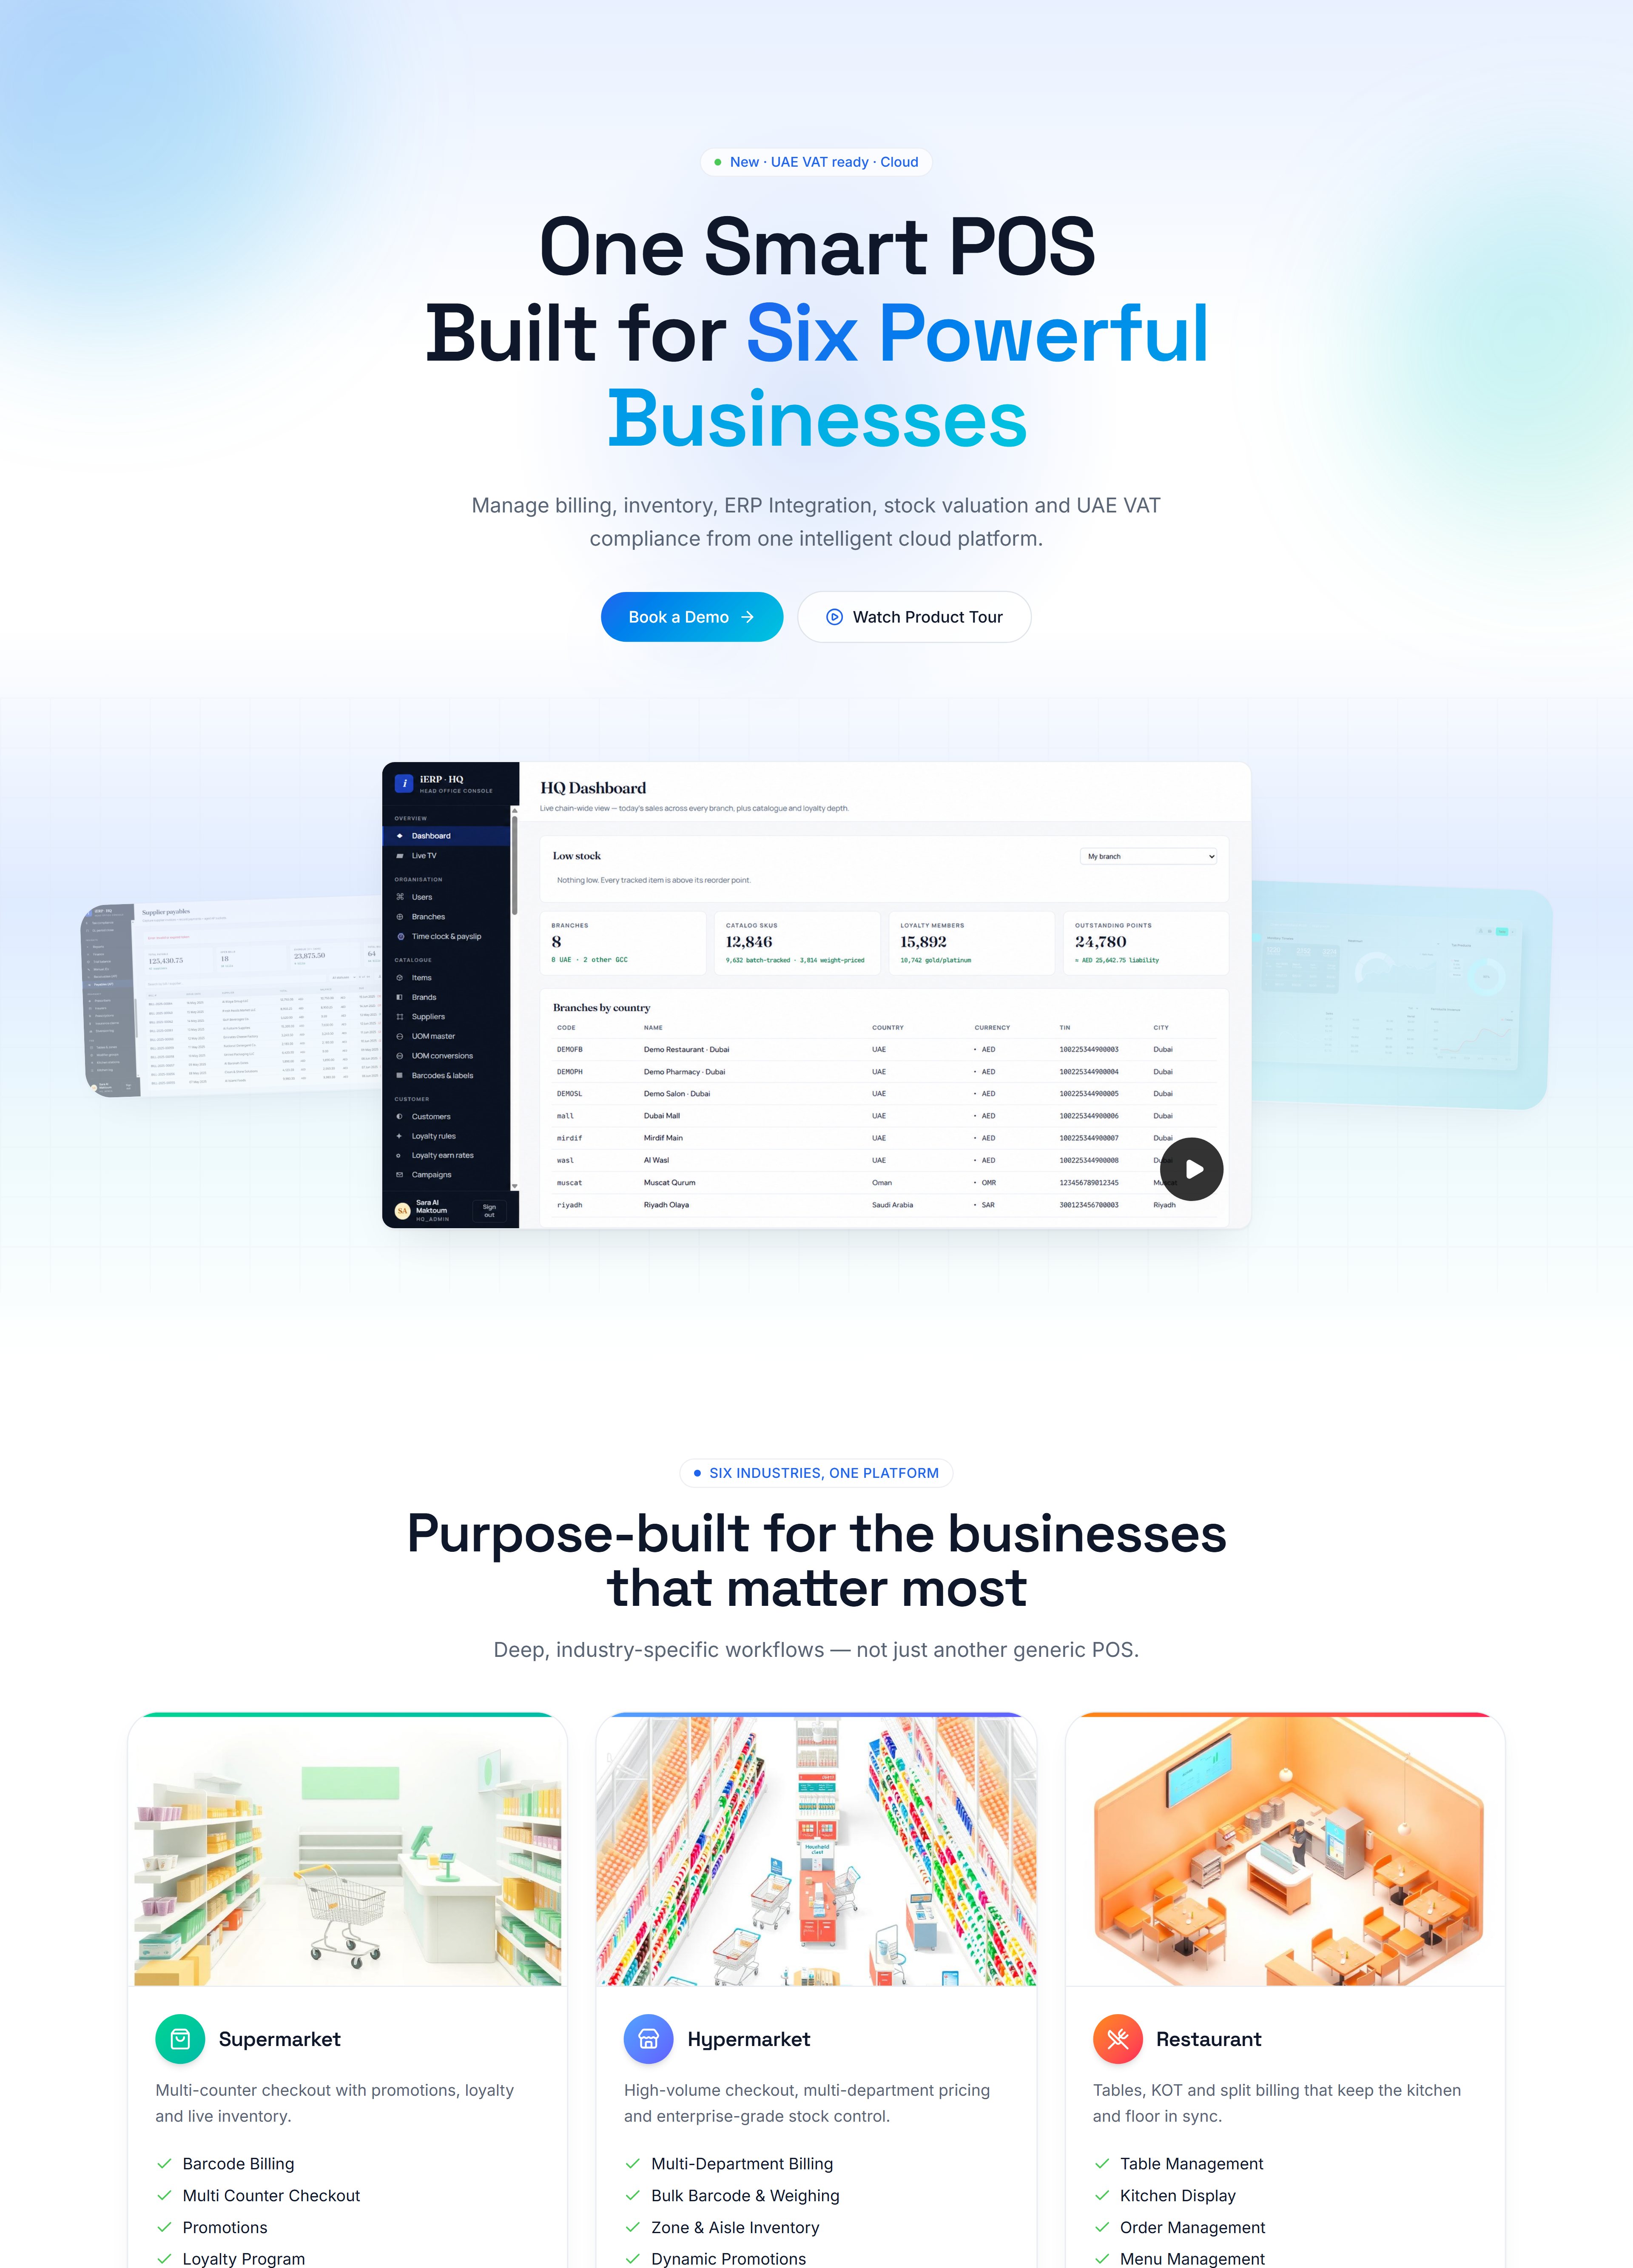 New · UAE VAT ready · Cloud
One Smart POS
Built for Six Powerful
Businesses
Manage billing, inventory, ERP Integration, stock valuation and UAE VAT
compliance from one intelligent cloud platform.
Book a Demo
Watch Product Tour
Supplier payables
125,430.75
18
23,875.50
64
i
iERP · HQ
HEAD OFFICE CONSOLE
OVERVIEW
Dashboard
Live TV
ORGANISATION
Users
Branches
Time clock & payslip
CATALOGUE
Items
Brands
Suppliers
UOM master
UOM conversions
Barcodes & labels
CUSTOMER
Customers
Loyalty rules
Loyalty earn rates
Campaigns
SA
Sara Al
Maktoum
HQ_ADMIN
Sign
out
HQ Dashboard
Live chain-wide view — today's sales across every branch, plus catalogue and loyalty depth.
Low stock
My branch
Nothing low. Every tracked item is above its reorder point.
BRANCHES
8
8 UAE · 2 other GCC
CATALOG SKUS
12,846
9,632 batch-tracked · 3,814 weight-priced
LOYALTY MEMBERS
15,892
10,742 gold/platinum
OUTSTANDING POINTS
24,780
≈ AED 25,642.75 liability
Branches by country
CODE NAME COUNTRY CURRENCY TIN CITY
DEMOFB Demo Restaurant · Dubai UAE • AED 100225344900003 Dubai
DEMOPH Demo Pharmacy · Dubai UAE • AED 100225344900004 Dubai
DEMOSL Demo Salon · Dubai UAE • AED 100225344900005 Dubai
mall Dubai Mall UAE • AED 100225344900006 Dubai
mirdif Mirdif Main UAE • AED 100225344900007 Dubai
wasl Al Wasl UAE • AED 100225344900008
muscat Muscat Qurum Oman • OMR 123456789012345
riyadh Riyadh Olaya Saudi Arabia • SAR 300123456700003 Riyadh
SIX INDUSTRIES, ONE PLATFORM
Purpose-built for the businesses
that matter most
Deep, industry-specific workflows — not just another generic POS.
Supermarket
Multi-counter checkout with promotions, loyalty
and live inventory.
Barcode Billing
Multi Counter Checkout
Promotions
Loyalty Program
Hypermarket
High-volume checkout, multi-department pricing
and enterprise-grade stock control.
Multi-Department Billing
Bulk Barcode & Weighing
Zone & Aisle Inventory
Dynamic Promotions
Restaurant
Tables, KOT and split billing that keep the kitchen
and floor in sync.
Table Management
Kitchen Display
Order Management
Menu Management